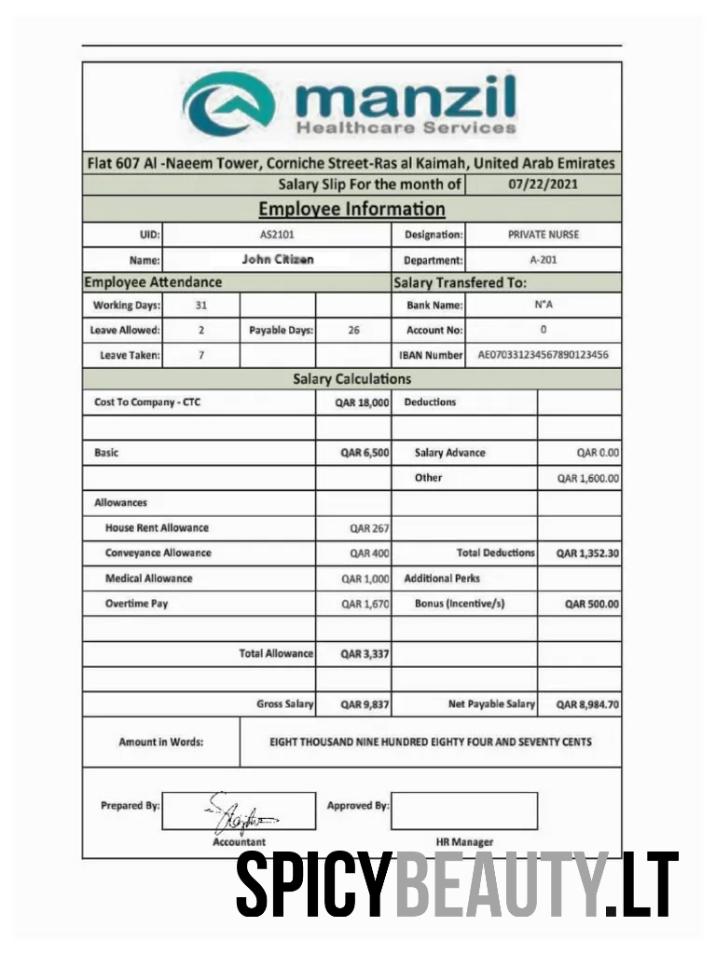 manzil
Healthcare Services
Flat 607 Al -Naeem Tower, Corniche Street-Ras al Kaimah, United Arab Emirates
Salary Slip For the month of 07/22/2021
Employee Information
UID: AS2101 Designation: PRIVATE NURSE
Name: John Citizen Department: A-201
Employee Attendance Salary Transfered To:
Working Days: 31 Bank Name: N"A
Leave Allowed: 2 Payable Days: 26 Account No: 0
Leave Taken: 7 IBAN Number AE070331234567890123456
Salary Calculations
Cost To Company - CTC QAR 18,000 Deductions
Basic QAR 6,500 Salary Advance QAR 0.00
Other QAR 1,600.00
Allowances
House Rent Allowance QAR 267
Conveyance Allowance QAR 400 Total Deductions QAR 1,352.30
Medical Allowance QAR 1,000 Additional Perks
Overtime Pay QAR 1,670 Bonus (Incentive/s) QAR 500.00
Total Allowance QAR 3,337
Gross Salary QAR 9,837 Net Payable Salary QAR 8,984.70
Amount in Words: EIGHT THOUSAND NINE HUNDRED EIGHTY FOUR AND SEVENTY CENTS
Prepared By: Approved By:
Accountant HR Manager
SPICYBEAUTY.LT